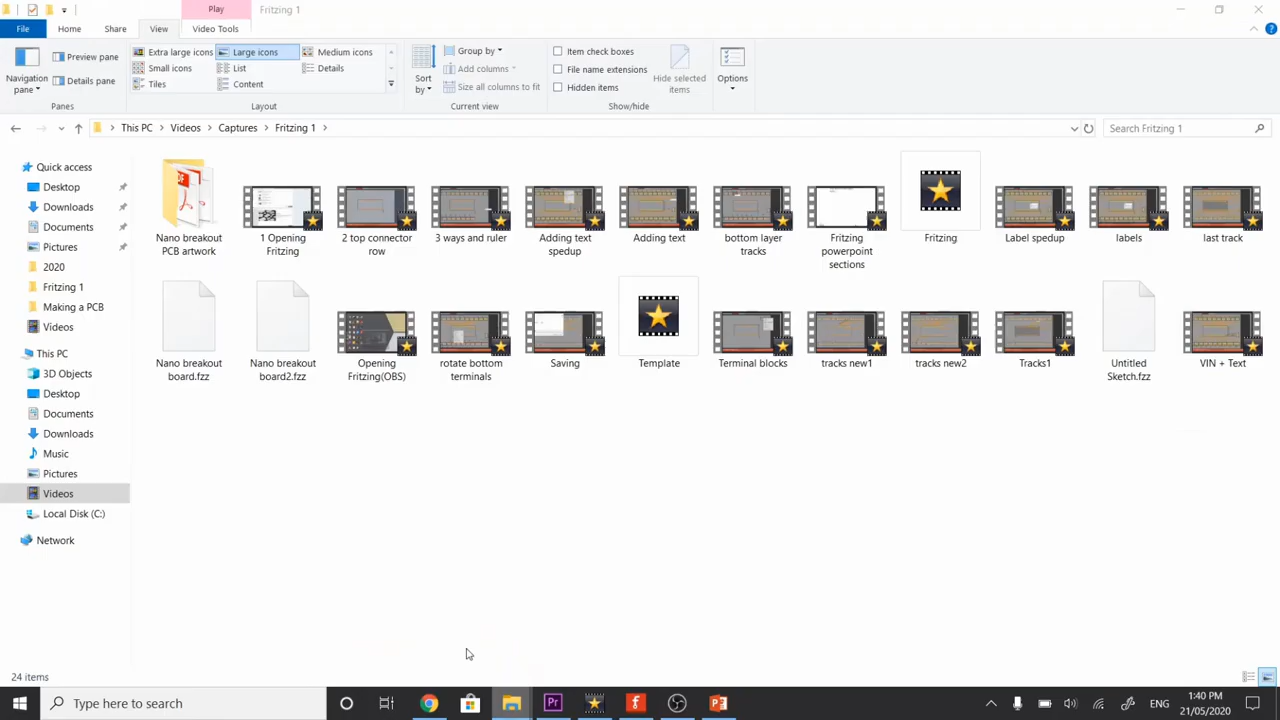 Play
Fritzing 1
File
Home
Share
View
Video Tools
Navigation pane
Preview pane
Details pane
Panes
Extra large icons
Large icons
Medium icons
Small icons
List
Details
Tiles
Content
Layout
Sort by
Group by
Add columns
Size all columns to fit
Current view
Item check boxes
File name extensions
Hidden items
Hide selected items
Show/hide
Options
This PC
Videos
Captures
Fritzing 1
Search Fritzing 1
Quick access
Desktop
Downloads
Documents
Pictures
2020
Fritzing 1
Making a PCB
Videos
This PC
3D Objects
Desktop
Documents
Downloads
Music
Pictures
Videos
Local Disk (C:)
Network
Nano breakout
PCB artwork
1 Opening
Fritzing
2 top connector
row
3 ways and ruler
Adding text
spedup
Adding text
bottom layer
tracks
Fritzing
powerpoint
sections
Fritzing
Label spedup
labels
last track
Nano breakout
board.fzz
Nano breakout
board2.fzz
Opening
Fritzing(OBS)
rotate bottom
terminals
Saving
Template
Terminal blocks
tracks new1
tracks new2
Tracks1
Untitled
Sketch.fzz
VIN + Text
24 items
Type here to search
Pr
ENG
1:40 PM
21/05/2020